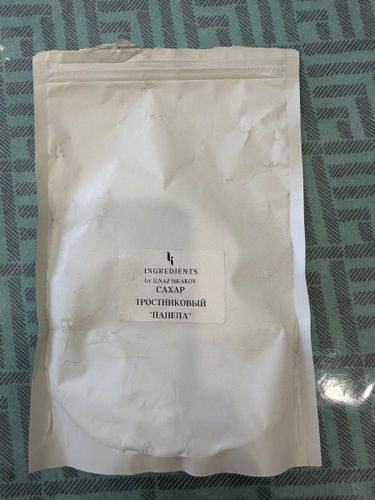 INGREDIENTS
by ILNAZ ISKAKOV
САХАР
ТРОСТНИКОВЫЙ
"ПАНЕЛА"